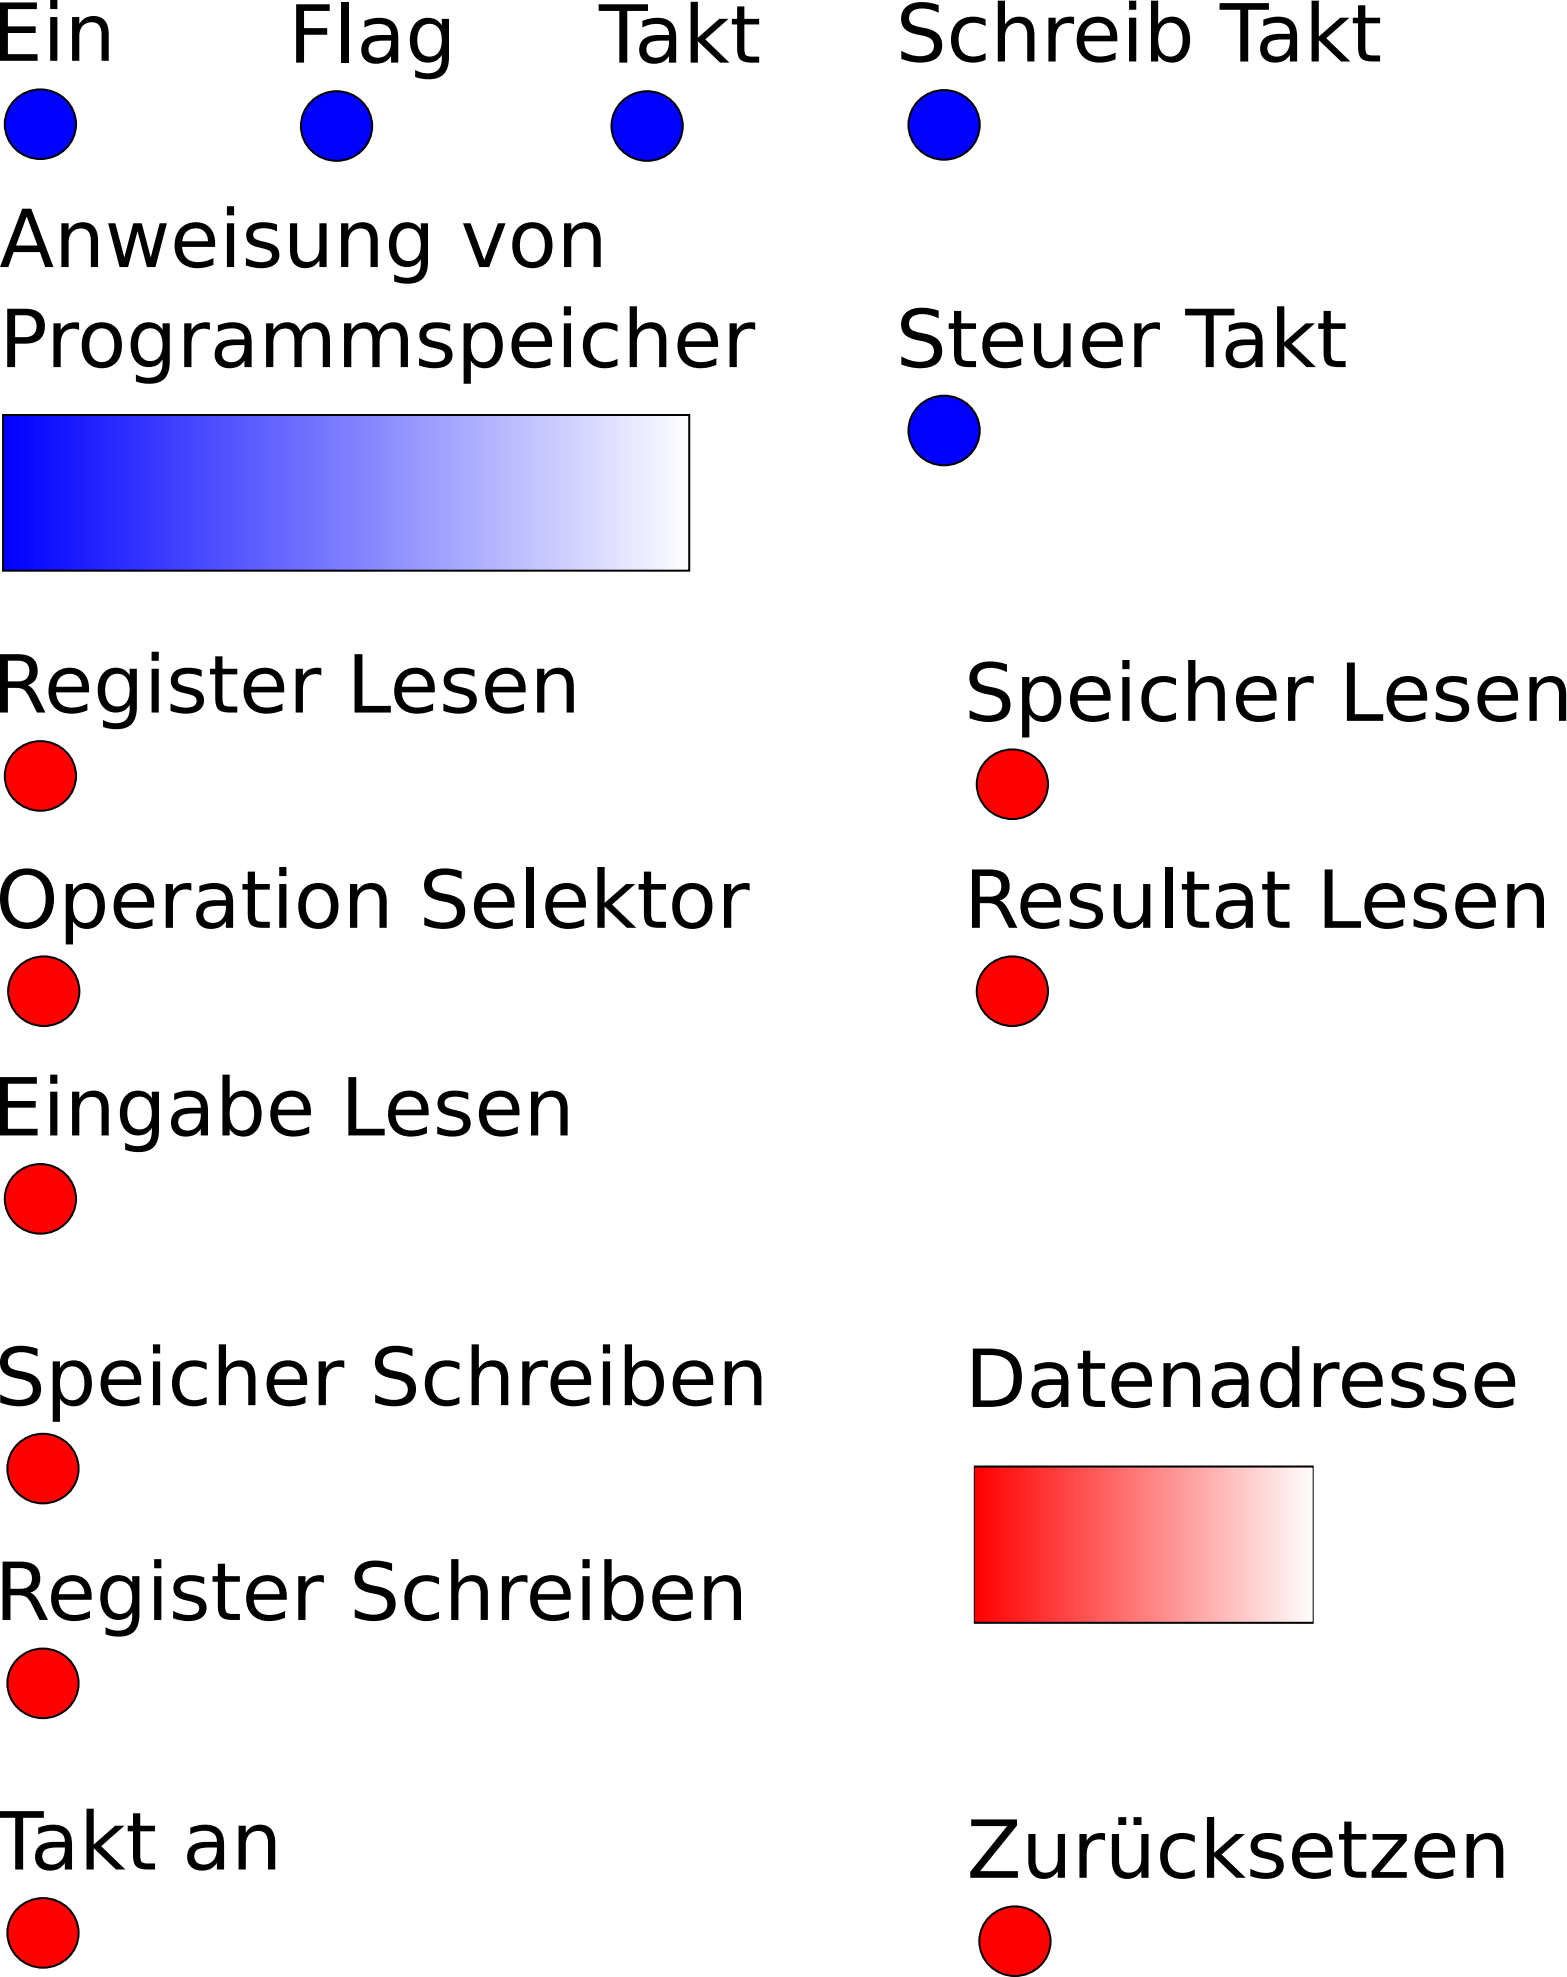 Ein
Flag
Takt
Schreib Takt
Anweisung von
Programmspeicher
Steuer Takt
Register Lesen
Speicher Lesen
Operation Selektor
Resultat Lesen
Eingabe Lesen
Speicher Schreiben
Datenadresse
Register Schreiben
Takt an
Zurücksetzen